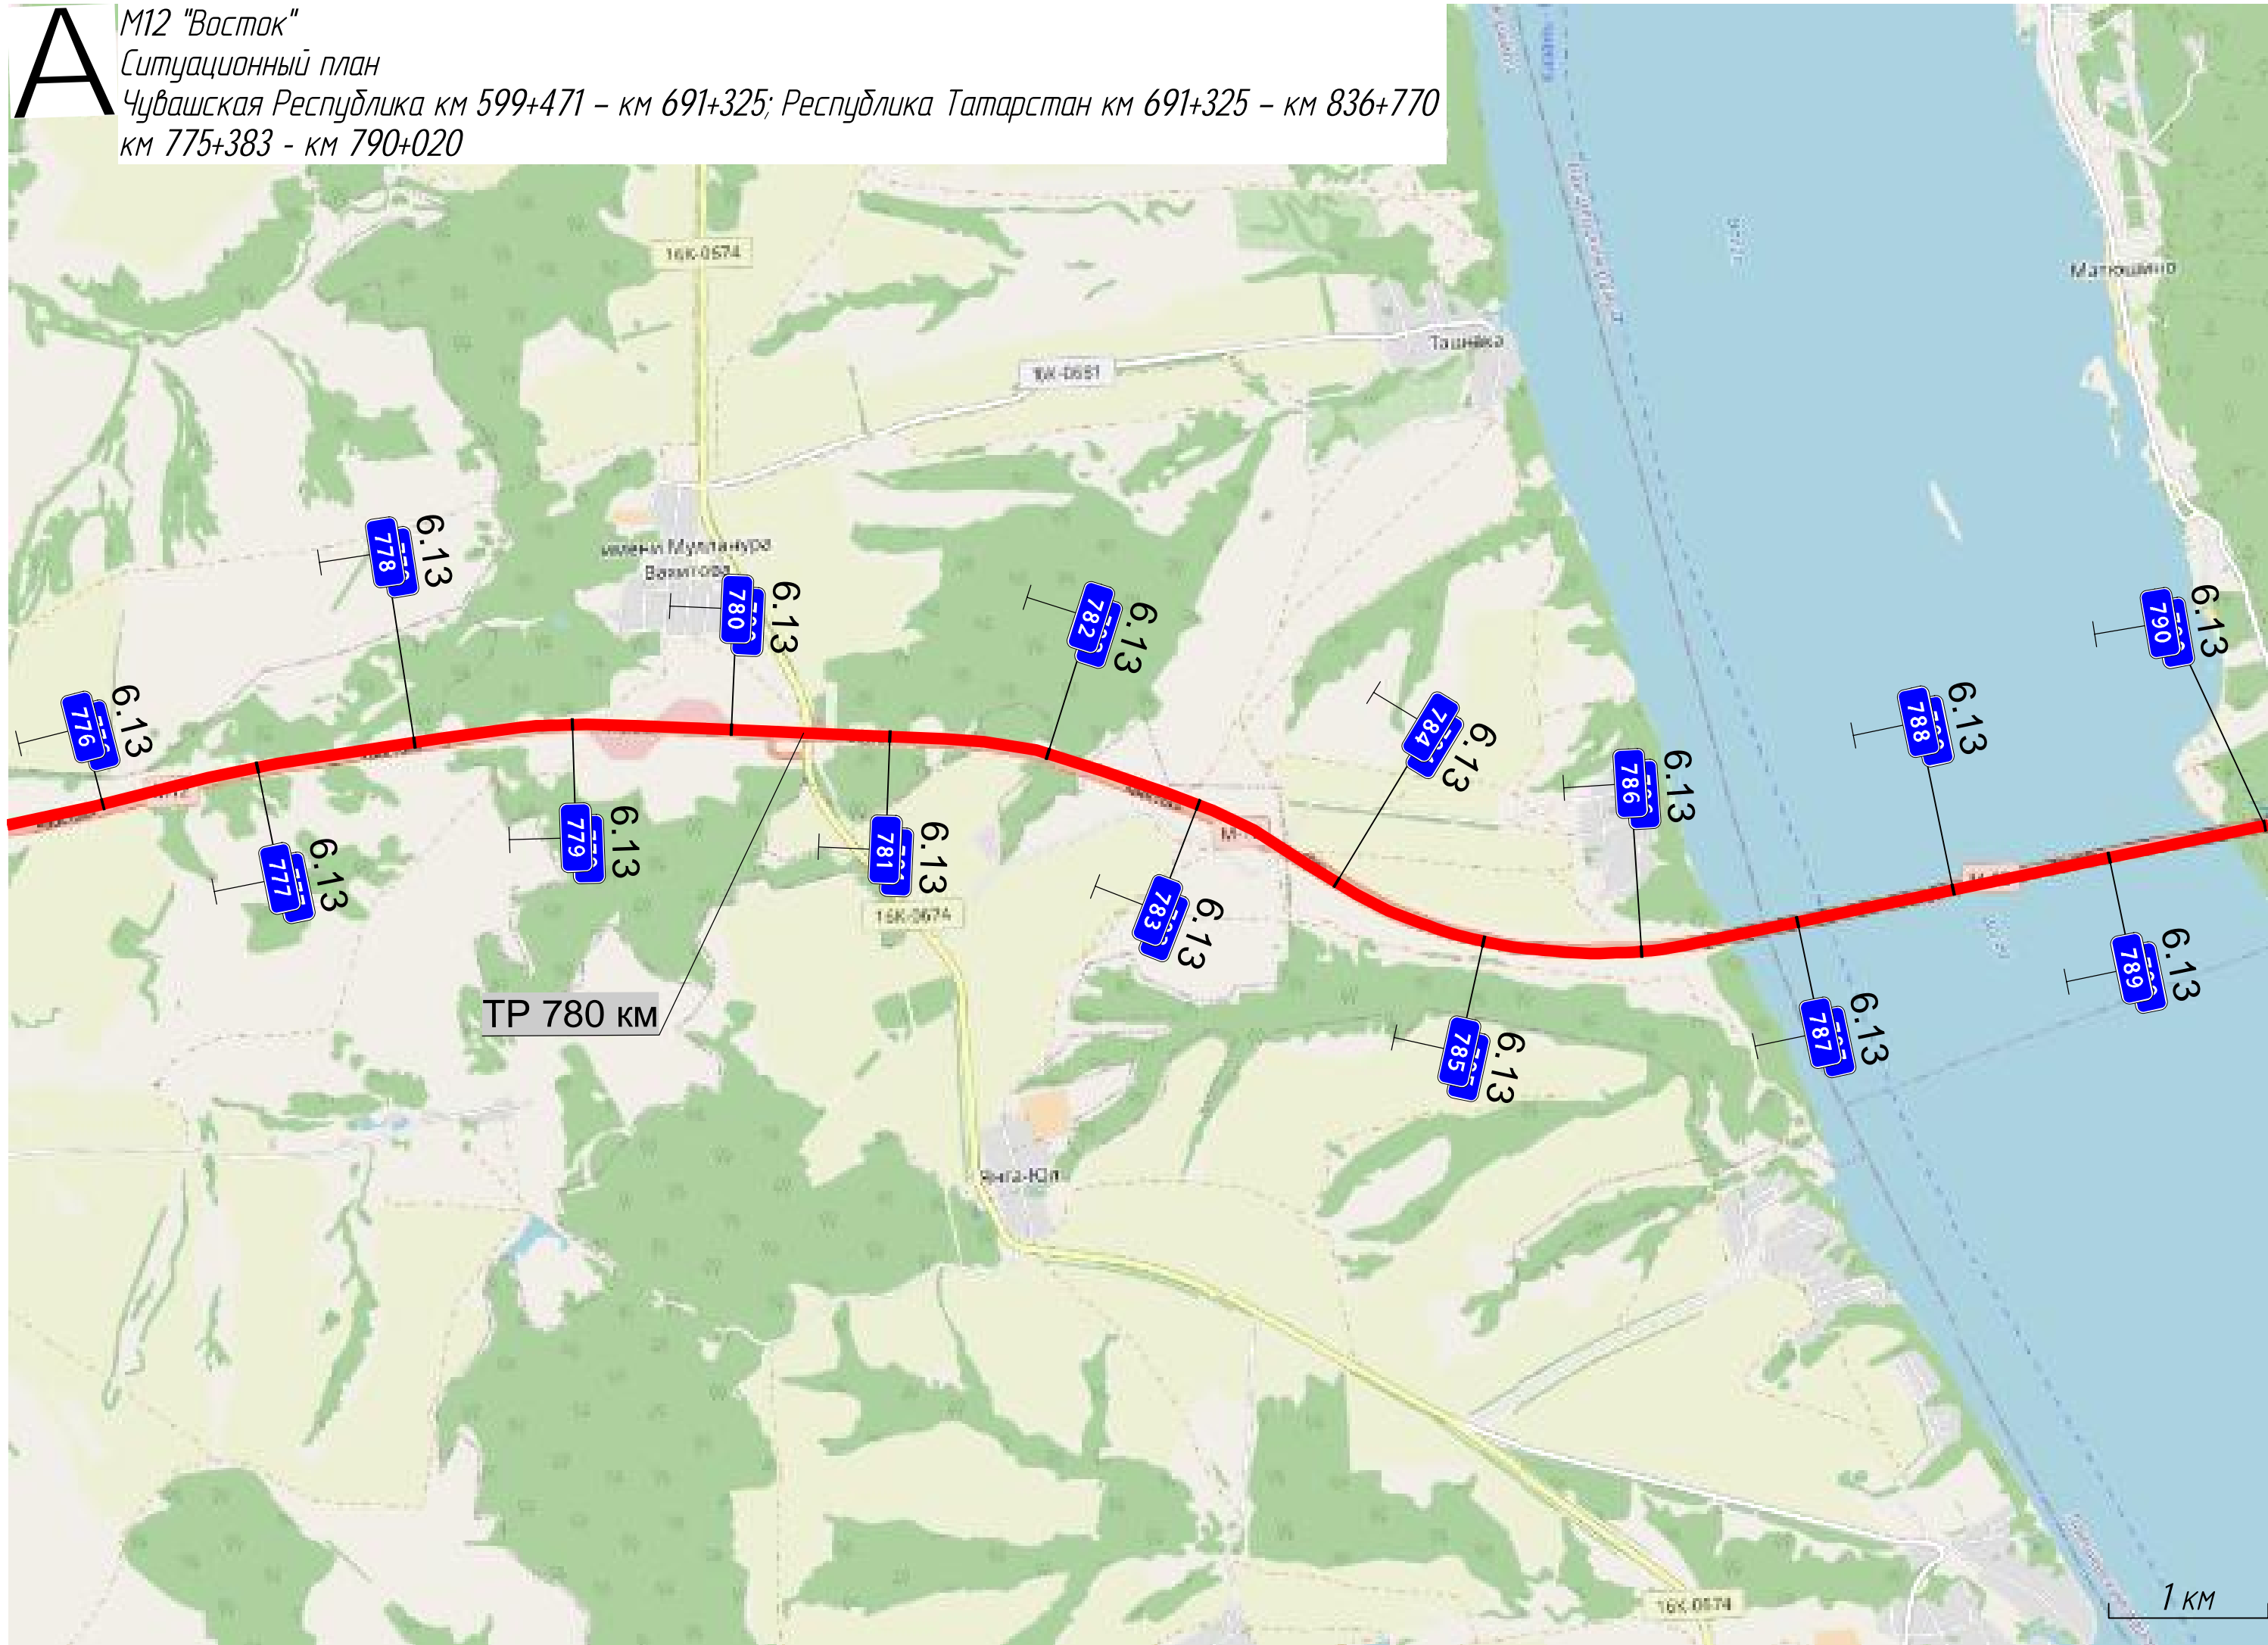 А
М12 "Восток"
Ситуационный план
Чувашская Республика км 599+471 – км 691+325; Республика Татарстан км 691+325 – км 836+770
км 775+383 - км 790+020
16К-0574
Матюшино
Ташёвка
16К-0581
778
6.13
имени Мулланура
Вахитова
780
6.13
782
6.13
790
6.13
776
6.13
784
6.13
788
6.13
786
6.13
777
6.13
779
6.13
781
6.13
783
6.13
16К-0574
789
6.13
ТР 780 км
787
6.13
785
6.13
Янга-Юл
16К-0574
1 км